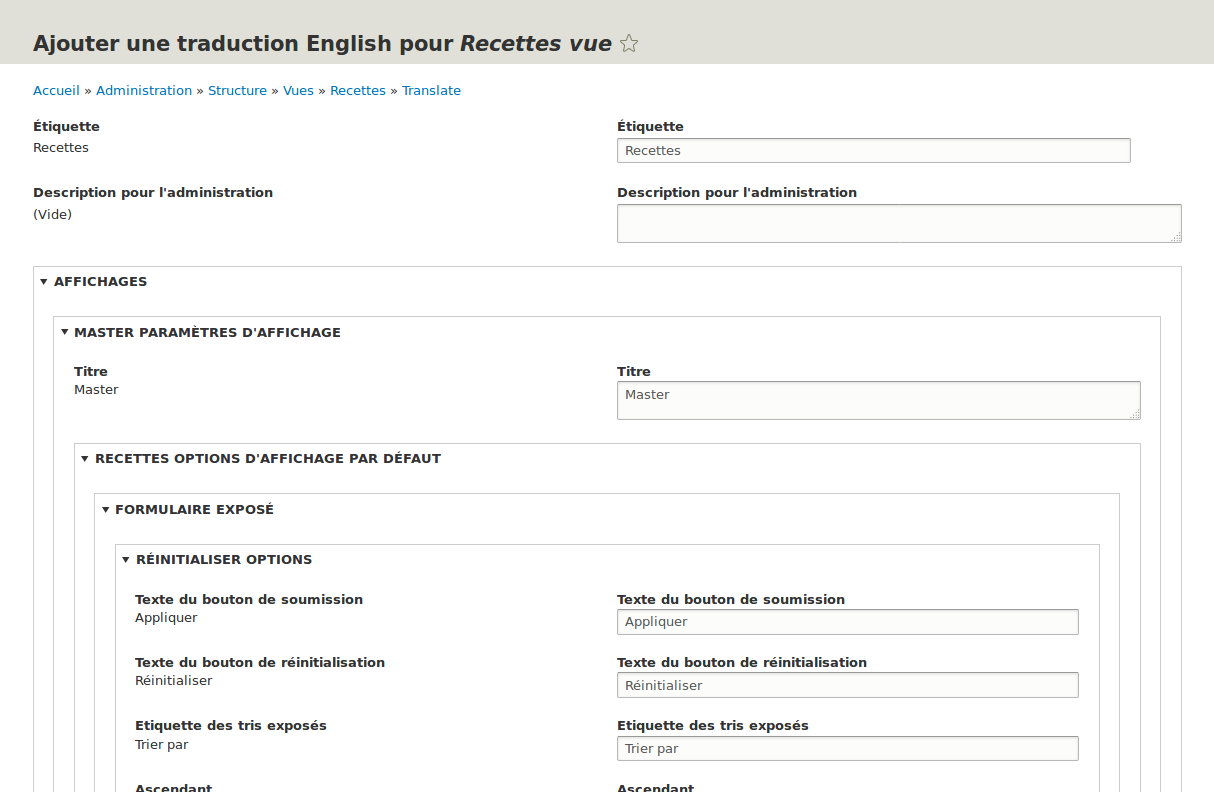 Ajouter une traduction English pour Recettes vue
Accueil » Administration » Structure » Vues » Recettes » Translate
Étiquette
Recettes
Étiquette
Recettes
Description pour l'administration
(Vide)
Description pour l'administration
AFFICHAGES
MASTER PARAMÈTRES D'AFFICHAGE
Titre
Master
Titre
Master
RECETTES OPTIONS D'AFFICHAGE PAR DÉFAUT
FORMULAIRE EXPOSÉ
RÉINITIALISER OPTIONS
Texte du bouton de soumission
Appliquer
Texte du bouton de soumission
Appliquer
Texte du bouton de réinitialisation
Réinitialiser
Texte du bouton de réinitialisation
Réinitialiser
Etiquette des tris exposés
Trier par
Etiquette des tris exposés
Trier par
Ascendant
Ascendant